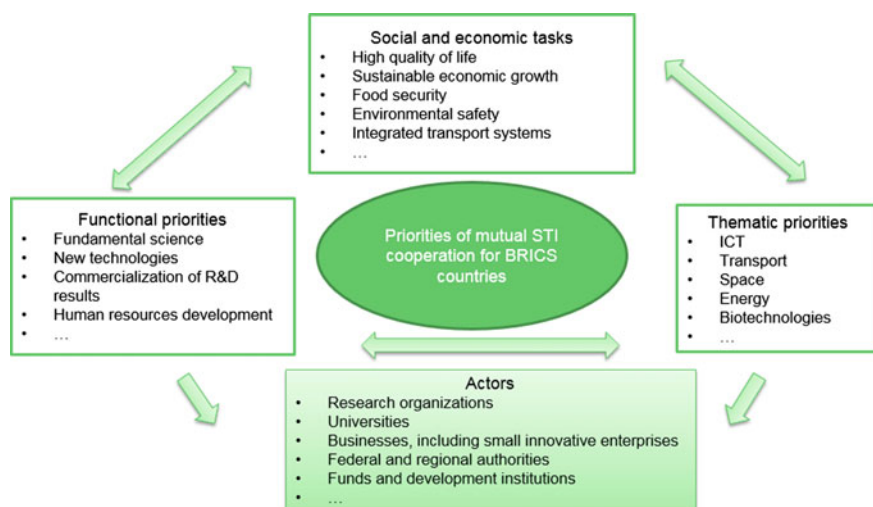 Social and economic tasks
• High quality of life
• Sustainable economic growth
• Food security
• Environmental safety
• Integrated transport systems
• …
Functional priorities
• Fundamental science
• New technologies
• Commercialization of R&D
results
• Human resources development
• …
Priorities of mutual STI
cooperation for BRICS
countries
Thematic priorities
• ICT
• Transport
• Space
• Energy
• Biotechnologies
• …
Actors
• Research organizations
• Universities
• Businesses, including small innovative enterprises
• Federal and regional authorities
• Funds and development institutions
• …